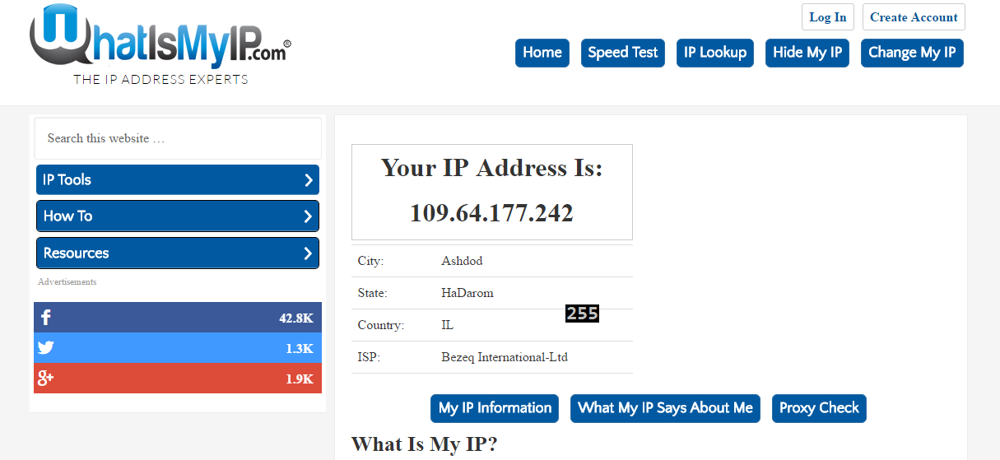 WhatIsMyIP.com®
THE IP ADDRESS EXPERTS
Log In
Create Account
Home
Speed Test
IP Lookup
Hide My IP
Change My IP
Search this website …
IP Tools
How To
Resources
Advertisements
42.8K
1.3K
1.9K
Your IP Address Is:
109.64.177.242
City: Ashdod
State: HaDarom
255
Country: IL
ISP: Bezeq International-Ltd
My IP Information
What My IP Says About Me
Proxy Check
What Is My IP?